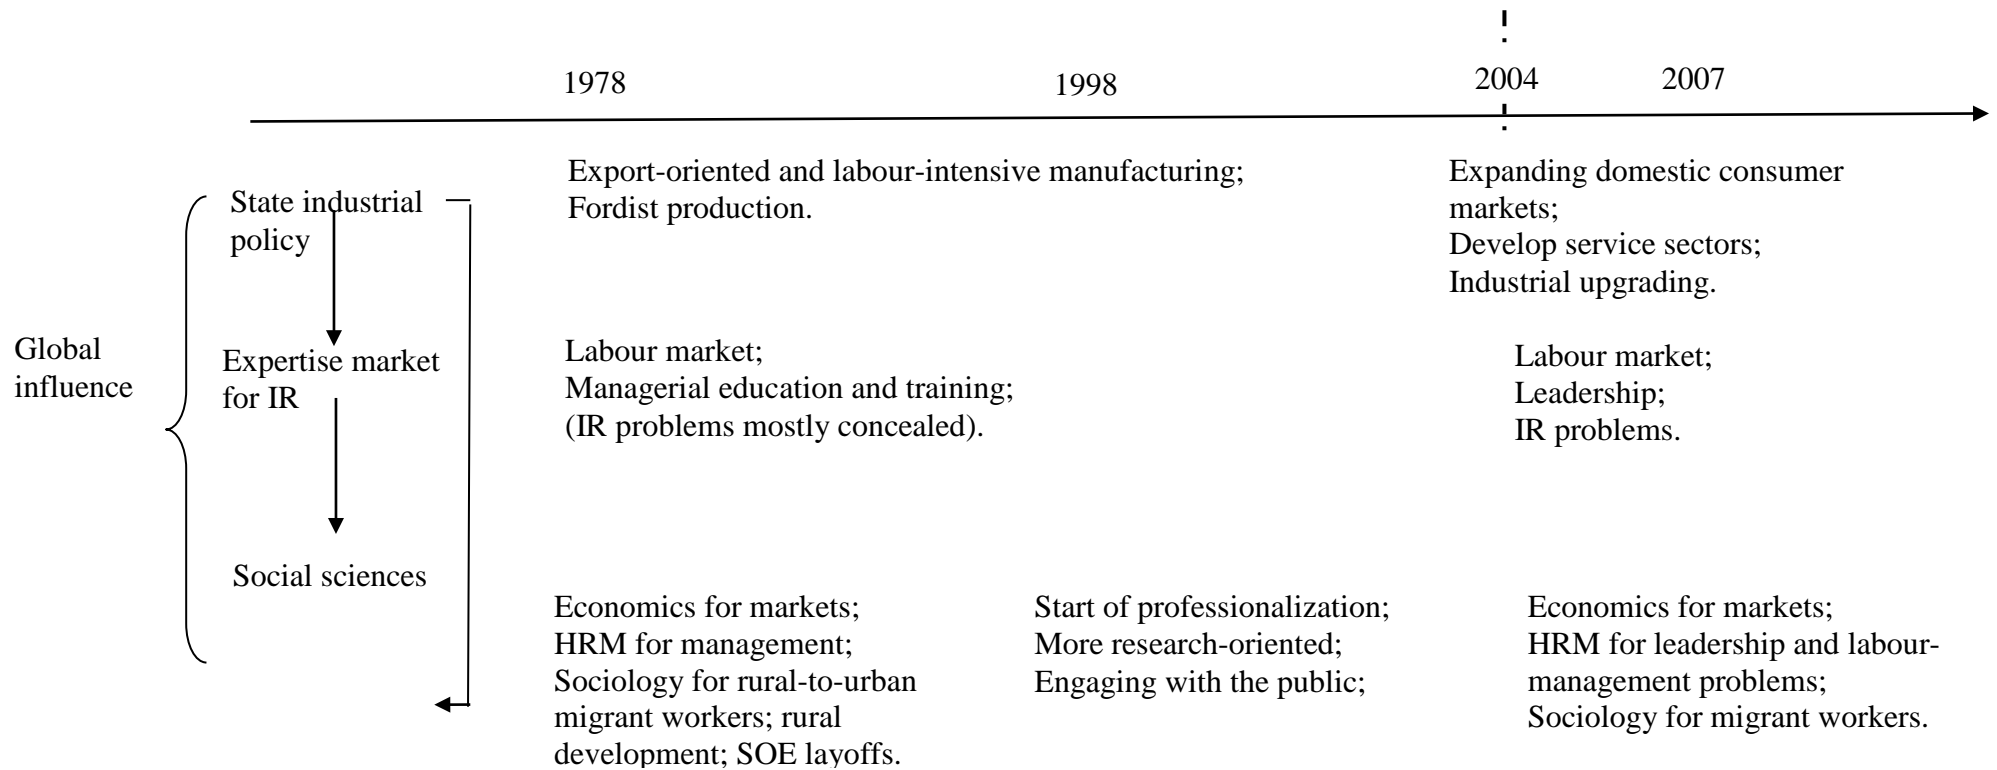 1978
1998
2004
2007
State industrial
policy
Export-oriented and labour-intensive manufacturing;
Fordist production.
Expanding domestic consumer
markets;
Develop service sectors;
Industrial upgrading.
Global
influence
Expertise market
for IR
Labour market;
Managerial education and training;
(IR problems mostly concealed).
Labour market;
Leadership;
IR problems.
Social sciences
Economics for markets;
HRM for management;
Sociology for rural-to-urban
migrant workers; rural
development; SOE layoffs.
Start of professionalization;
More research-oriented;
Engaging with the public;
Economics for markets;
HRM for leadership and labour-
management problems;
Sociology for migrant workers.